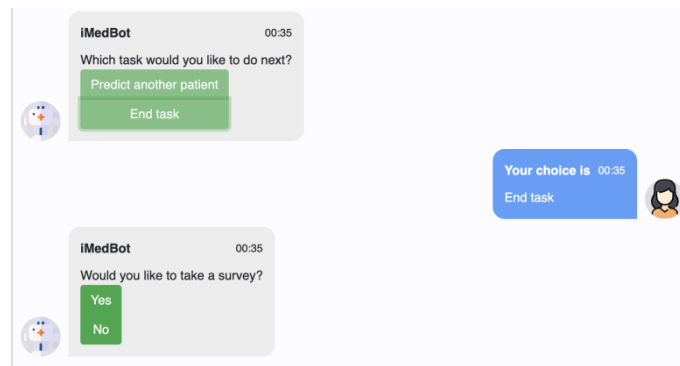 iMedBot 00:35
Which task would you like to do next?
Predict another patient
End task
Your choice is 00:35
End task
iMedBot 00:35
Would you like to take a survey?
Yes
No